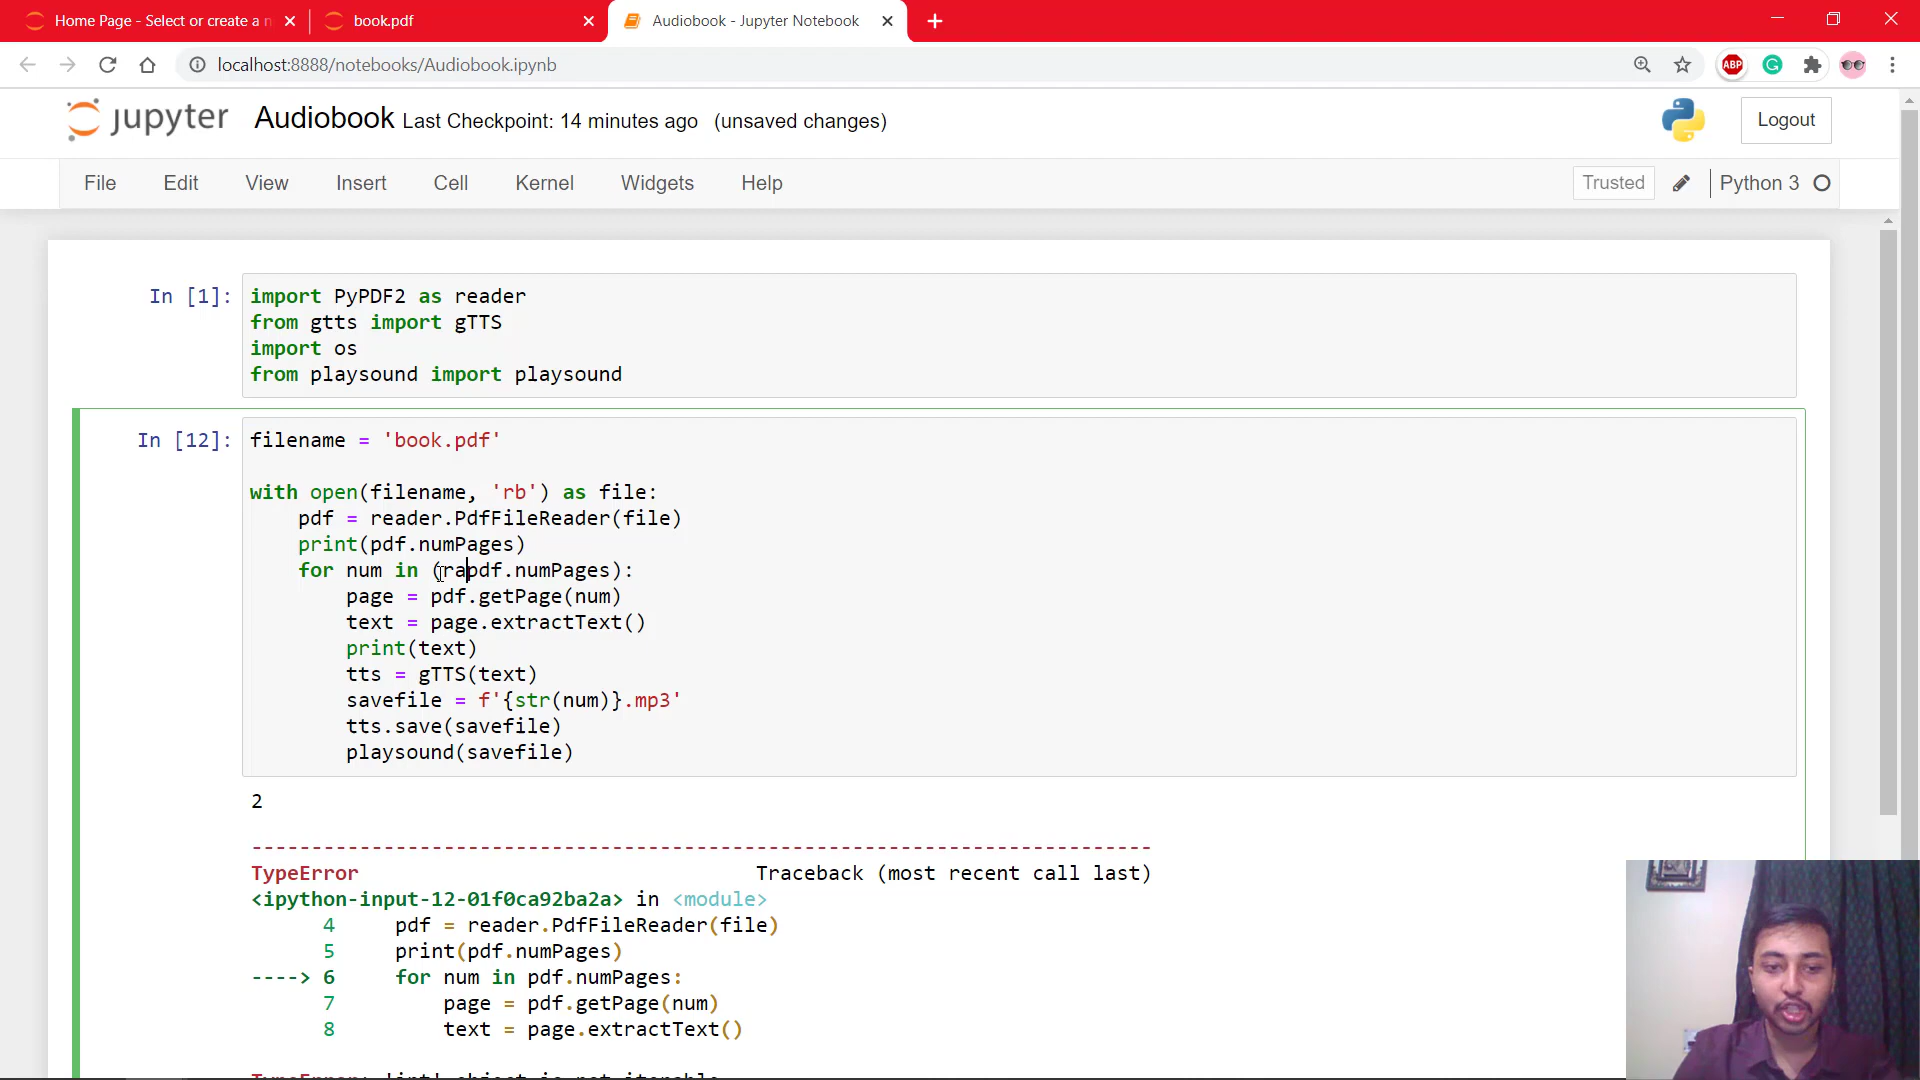 Home Page - Select or create a n
book.pdf
Audiobook - Jupyter Notebook
localhost:8888/notebooks/Audiobook.ipynb
ABP
jupyter Audiobook Last Checkpoint: 14 minutes ago (unsaved changes)
Logout
File Edit View Insert Cell Kernel Widgets Help
Trusted
Python 3
In [1]:
import PyPDF2 as reader
from gtts import gTTS
import os
from playsound import playsound
In [12]:
filename = 'book.pdf'
with open(filename, 'rb') as file:
pdf = reader.PdfFileReader(file)
print(pdf.numPages)
for num in (rapdf.numPages):
page = pdf.getPage(num)
text = page.extractText()
print(text)
tts = gTTS(text)
savefile = f'{str(num)}.mp3'
tts.save(savefile)
playsound(savefile)
2
---------------------------------------------------------------------------
TypeError Traceback (most recent call last)
<ipython-input-12-01f0ca92ba2a> in <module>
4 pdf = reader.PdfFileReader(file)
5 print(pdf.numPages)
----> 6 for num in pdf.numPages:
7 page = pdf.getPage(num)
8 text = page.extractText()
TypeError: 'int' object is not iterable